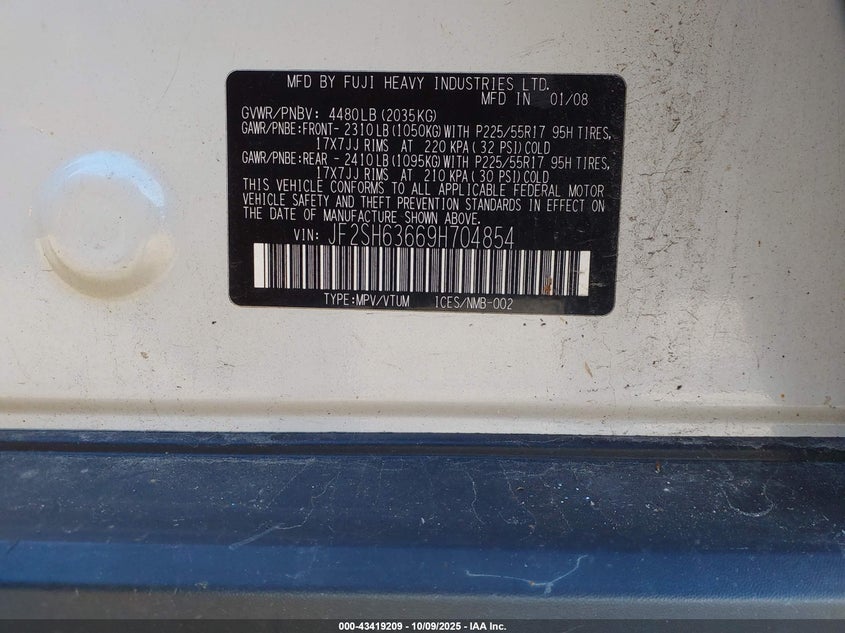 MFD BY FUJI HEAVY INDUSTRIES LTD.
MFD IN 01/08
GVWR/PNBV: 4480LB(2035KG)
GAWR/PNBE:FRONT- 2310LB(1050KG)WITH P225/55R17 95H TIRES,
17X7JJ RIMS AT 220 KPA( 32 PSI)COLD
GAWR/PNBE:REAR - 2410LB(1095KG)WITH P225/55R17 95H TIRES,
17X7JJ RIMS AT 210 KPA( 30 PSI)COLD
THIS VEHICLE CONFORMS TO ALL APPLICABLE FEDERAL MOTOR
VEHICLE SAFETY AND THEFT PREVENTION STANDARDS IN EFFECT ON
THE DATE OF MANUFACTURE SHOWN ABOVE.
VIN: JF2SH63669H704854
TYPE:MPV/VTUM ICES/NMB-002
000-43419209 - 10/09/2025 - IAA Inc.